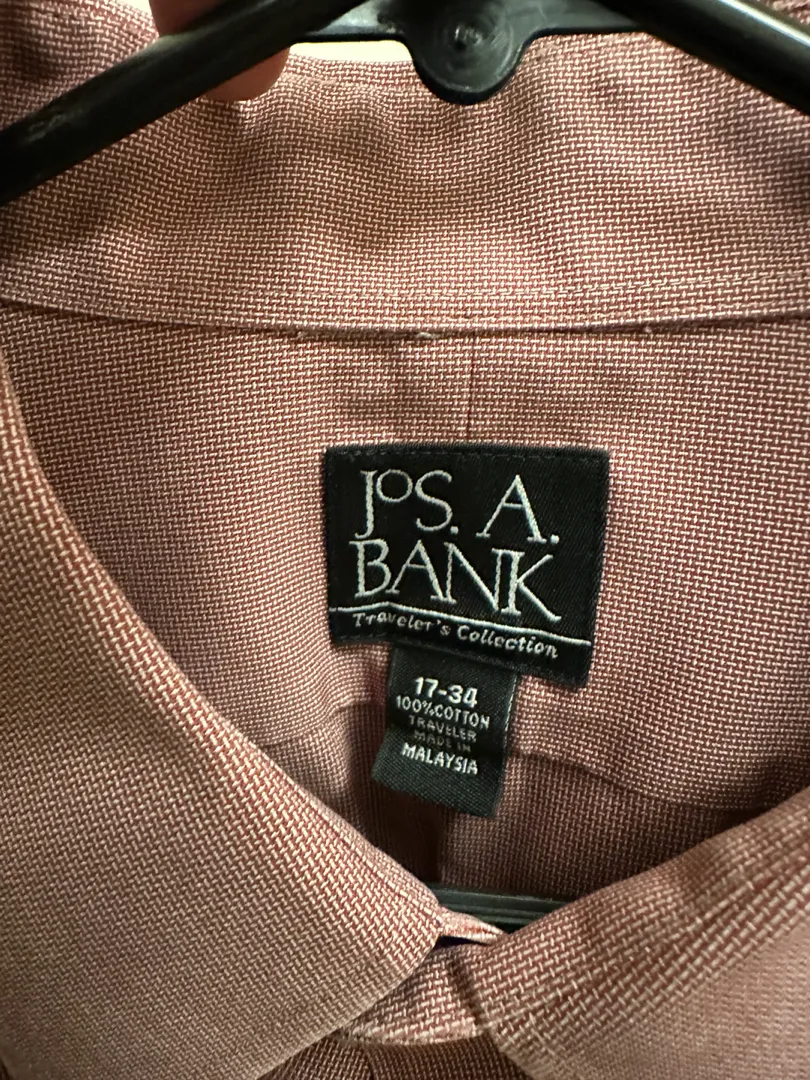 JOS. A.
BANK
Traveler's Collection
17-34
100%COTTON
TRAVELER
MADE IN
MALAYSIA